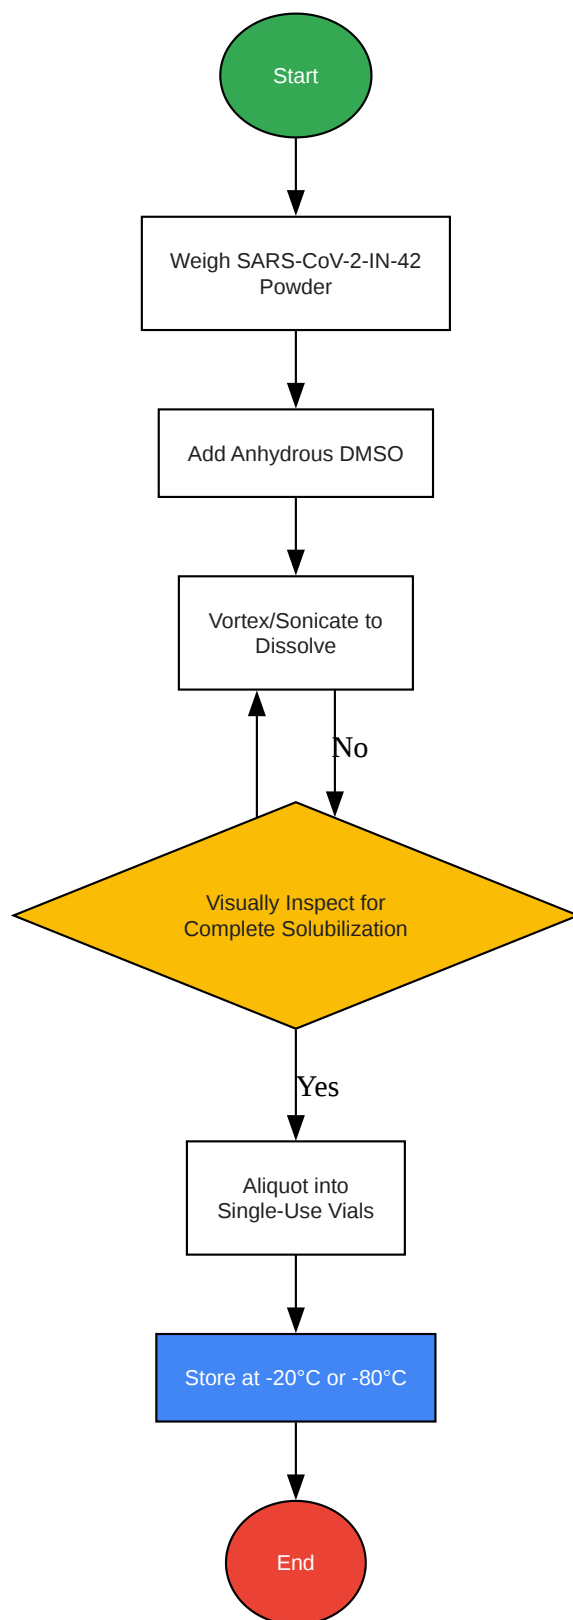 Start
Weigh SARS-CoV-2-IN-42
Powder
Add Anhydrous DMSO
Vortex/Sonicate to
Dissolve
No
Visually Inspect for
Complete Solubilization
Yes
Aliquot into
Single-Use Vials
Store at -20°C or -80°C
End